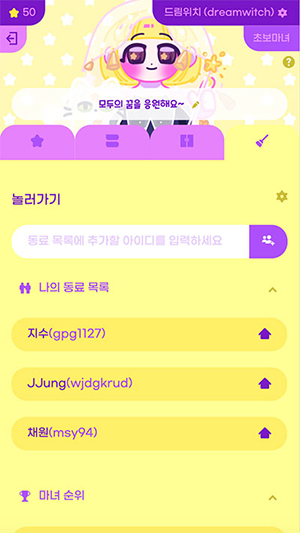 50
드림위치 (dreamwitch)
초보마녀
모두의 꿈을 응원해요~
놀러가기
동료 목록에 추가할 아이디를 입력하세요
나의 동료 목록
지수(gpg1127)
JJung(wjdgkrud)
채원(msy94)
마녀 순위